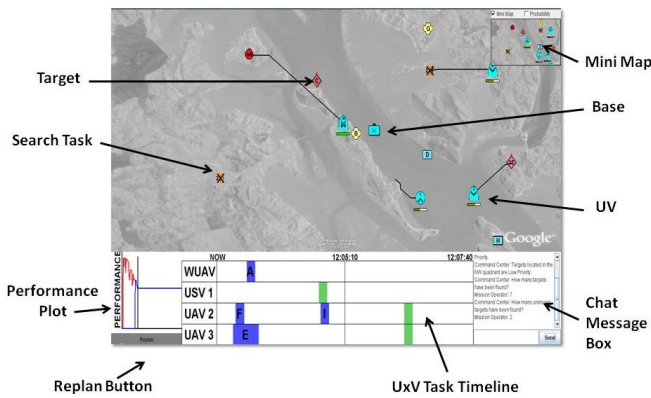 Mini Map
Probability
G
C
Target
Mini Map
Base
B
D
Search Task
UV
H
Google
NOW
12:05:10
12:07:40
PERFORMANCE
WUAV
A
USV 1
UAV 2
F
I
UAV 3
E
Priority.
Command Center: Targets located in the
NW quadrant are Low Priority.
Command Center: How many targets
have been found?
Mission Operator: 7
Command Center: How many unknown
targets have been found?
Mission Operator: 2
Performance
Plot
Chat
Message
Box
Replan
Send
Replan Button
UxV Task Timeline